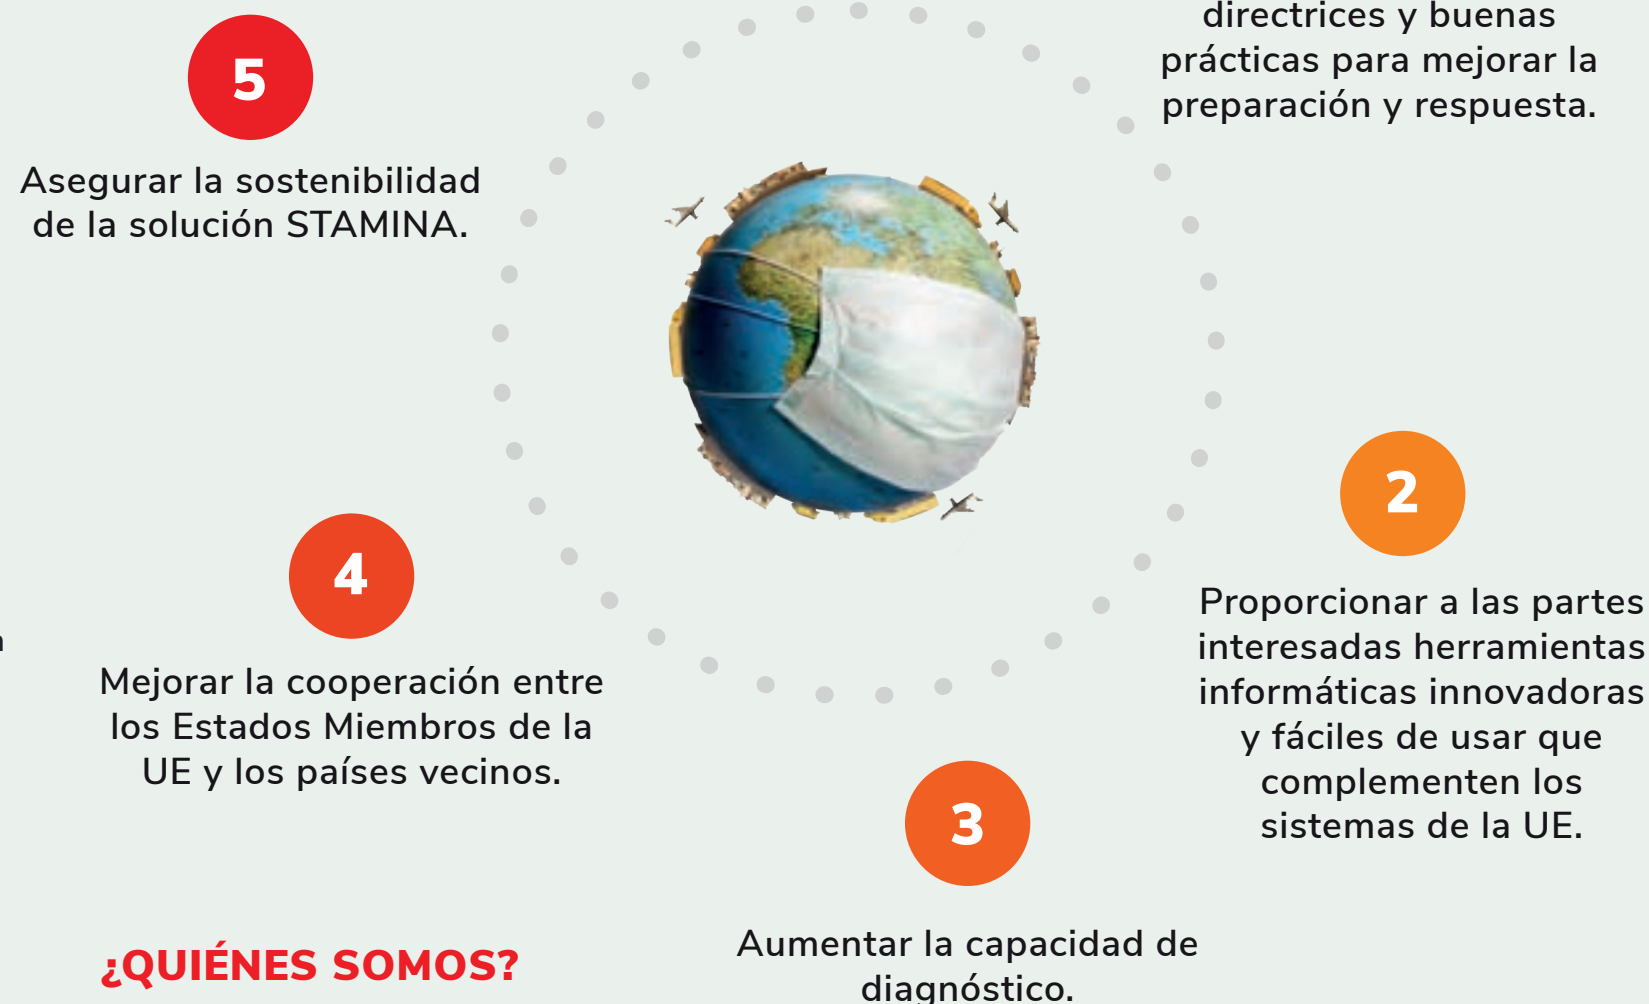 directrices y buenas
prácticas para mejorar la
preparación y respuesta.
5
Asegurar la sostenibilidad
de la solución STAMINA.
2
Proporcionar a las partes
interesadas herramientas
informáticas innovadoras
y fáciles de usar que
complementen los
sistemas de la UE.
4
Mejorar la cooperación entre
los Estados Miembros de la
UE y los países vecinos.
3
Aumentar la capacidad de
diagnóstico.
¿QUIÉNES SOMOS?